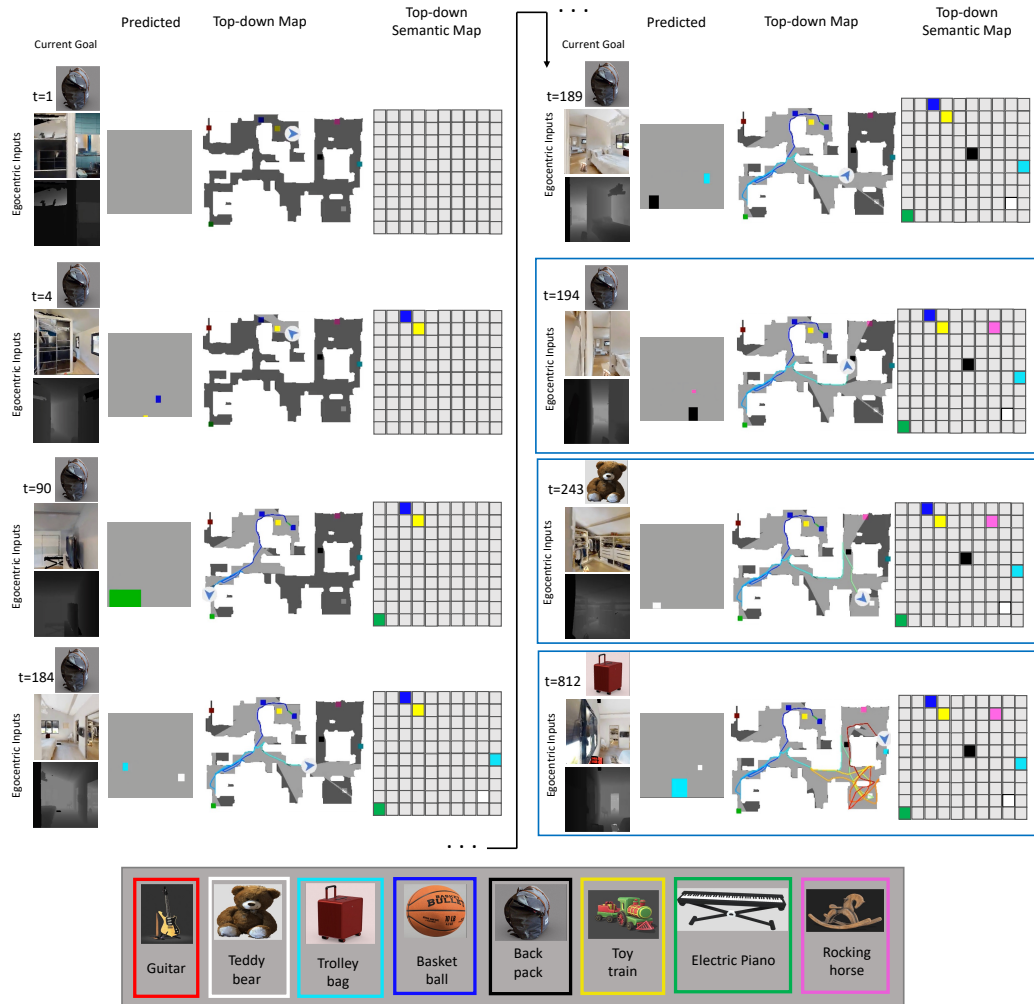 Predicted
Top-down Map
Top-down
Semantic Map
Current Goal
t=1
Egocentric Inputs
t=4
Egocentric Inputs
t=90
Egocentric Inputs
t=184
Egocentric Inputs
. . .
. . .
Predicted
Top-down Map
Top-down
Semantic Map
Current Goal
t=189
Egocentric Inputs
t=194
Egocentric Inputs
t=243
Egocentric Inputs
t=812
Egocentric Inputs
Guitar
Teddy
bear
Trolley
bag
Basket
ball
Back
pack
Toy
train
Electric Piano
Rocking
horse